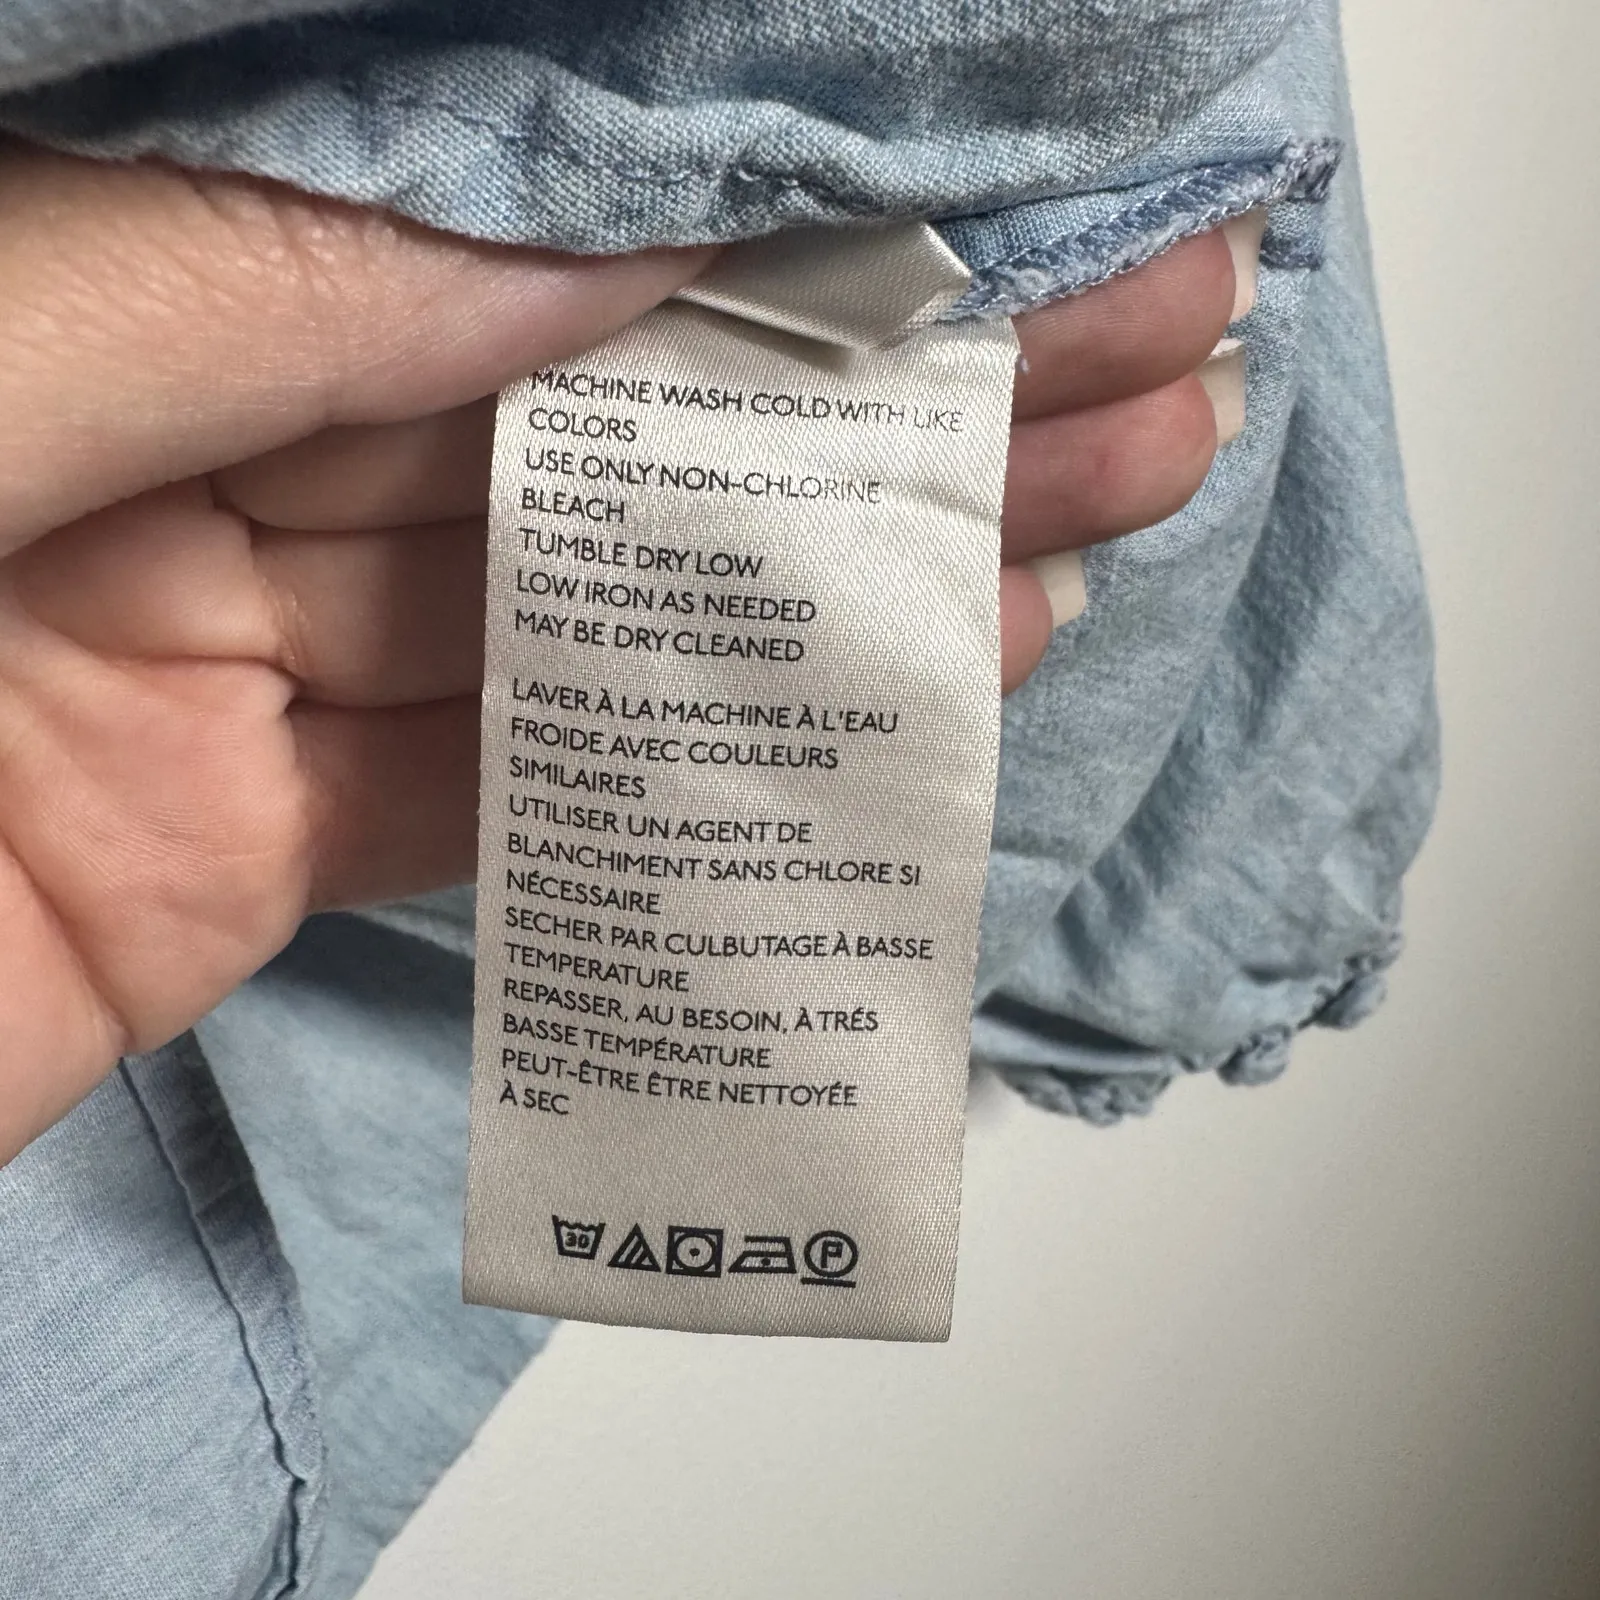 MACHINE WASH COLD WITH LIKE
COLORS
USE ONLY NON-CHLORINE
BLEACH
TUMBLE DRY LOW
LOW IRON AS NEEDED
MAY BE DRY CLEANED
LAVER À LA MACHINE À L'EAU
FROIDE AVEC COULEURS
SIMILAIRES
UTILISER UN AGENT DE
BLANCHIMENT SANS CHLORE SI
NÉCESSAIRE
SECHER PAR CULBUTAGE À BASSE
TEMPERATURE
REPASSER, AU BESOIN, À TRÉS
BASSE TEMPÉRATURE
PEUT-ÊTRE ÊTRE NETTOYÉE
À SEC
30 P